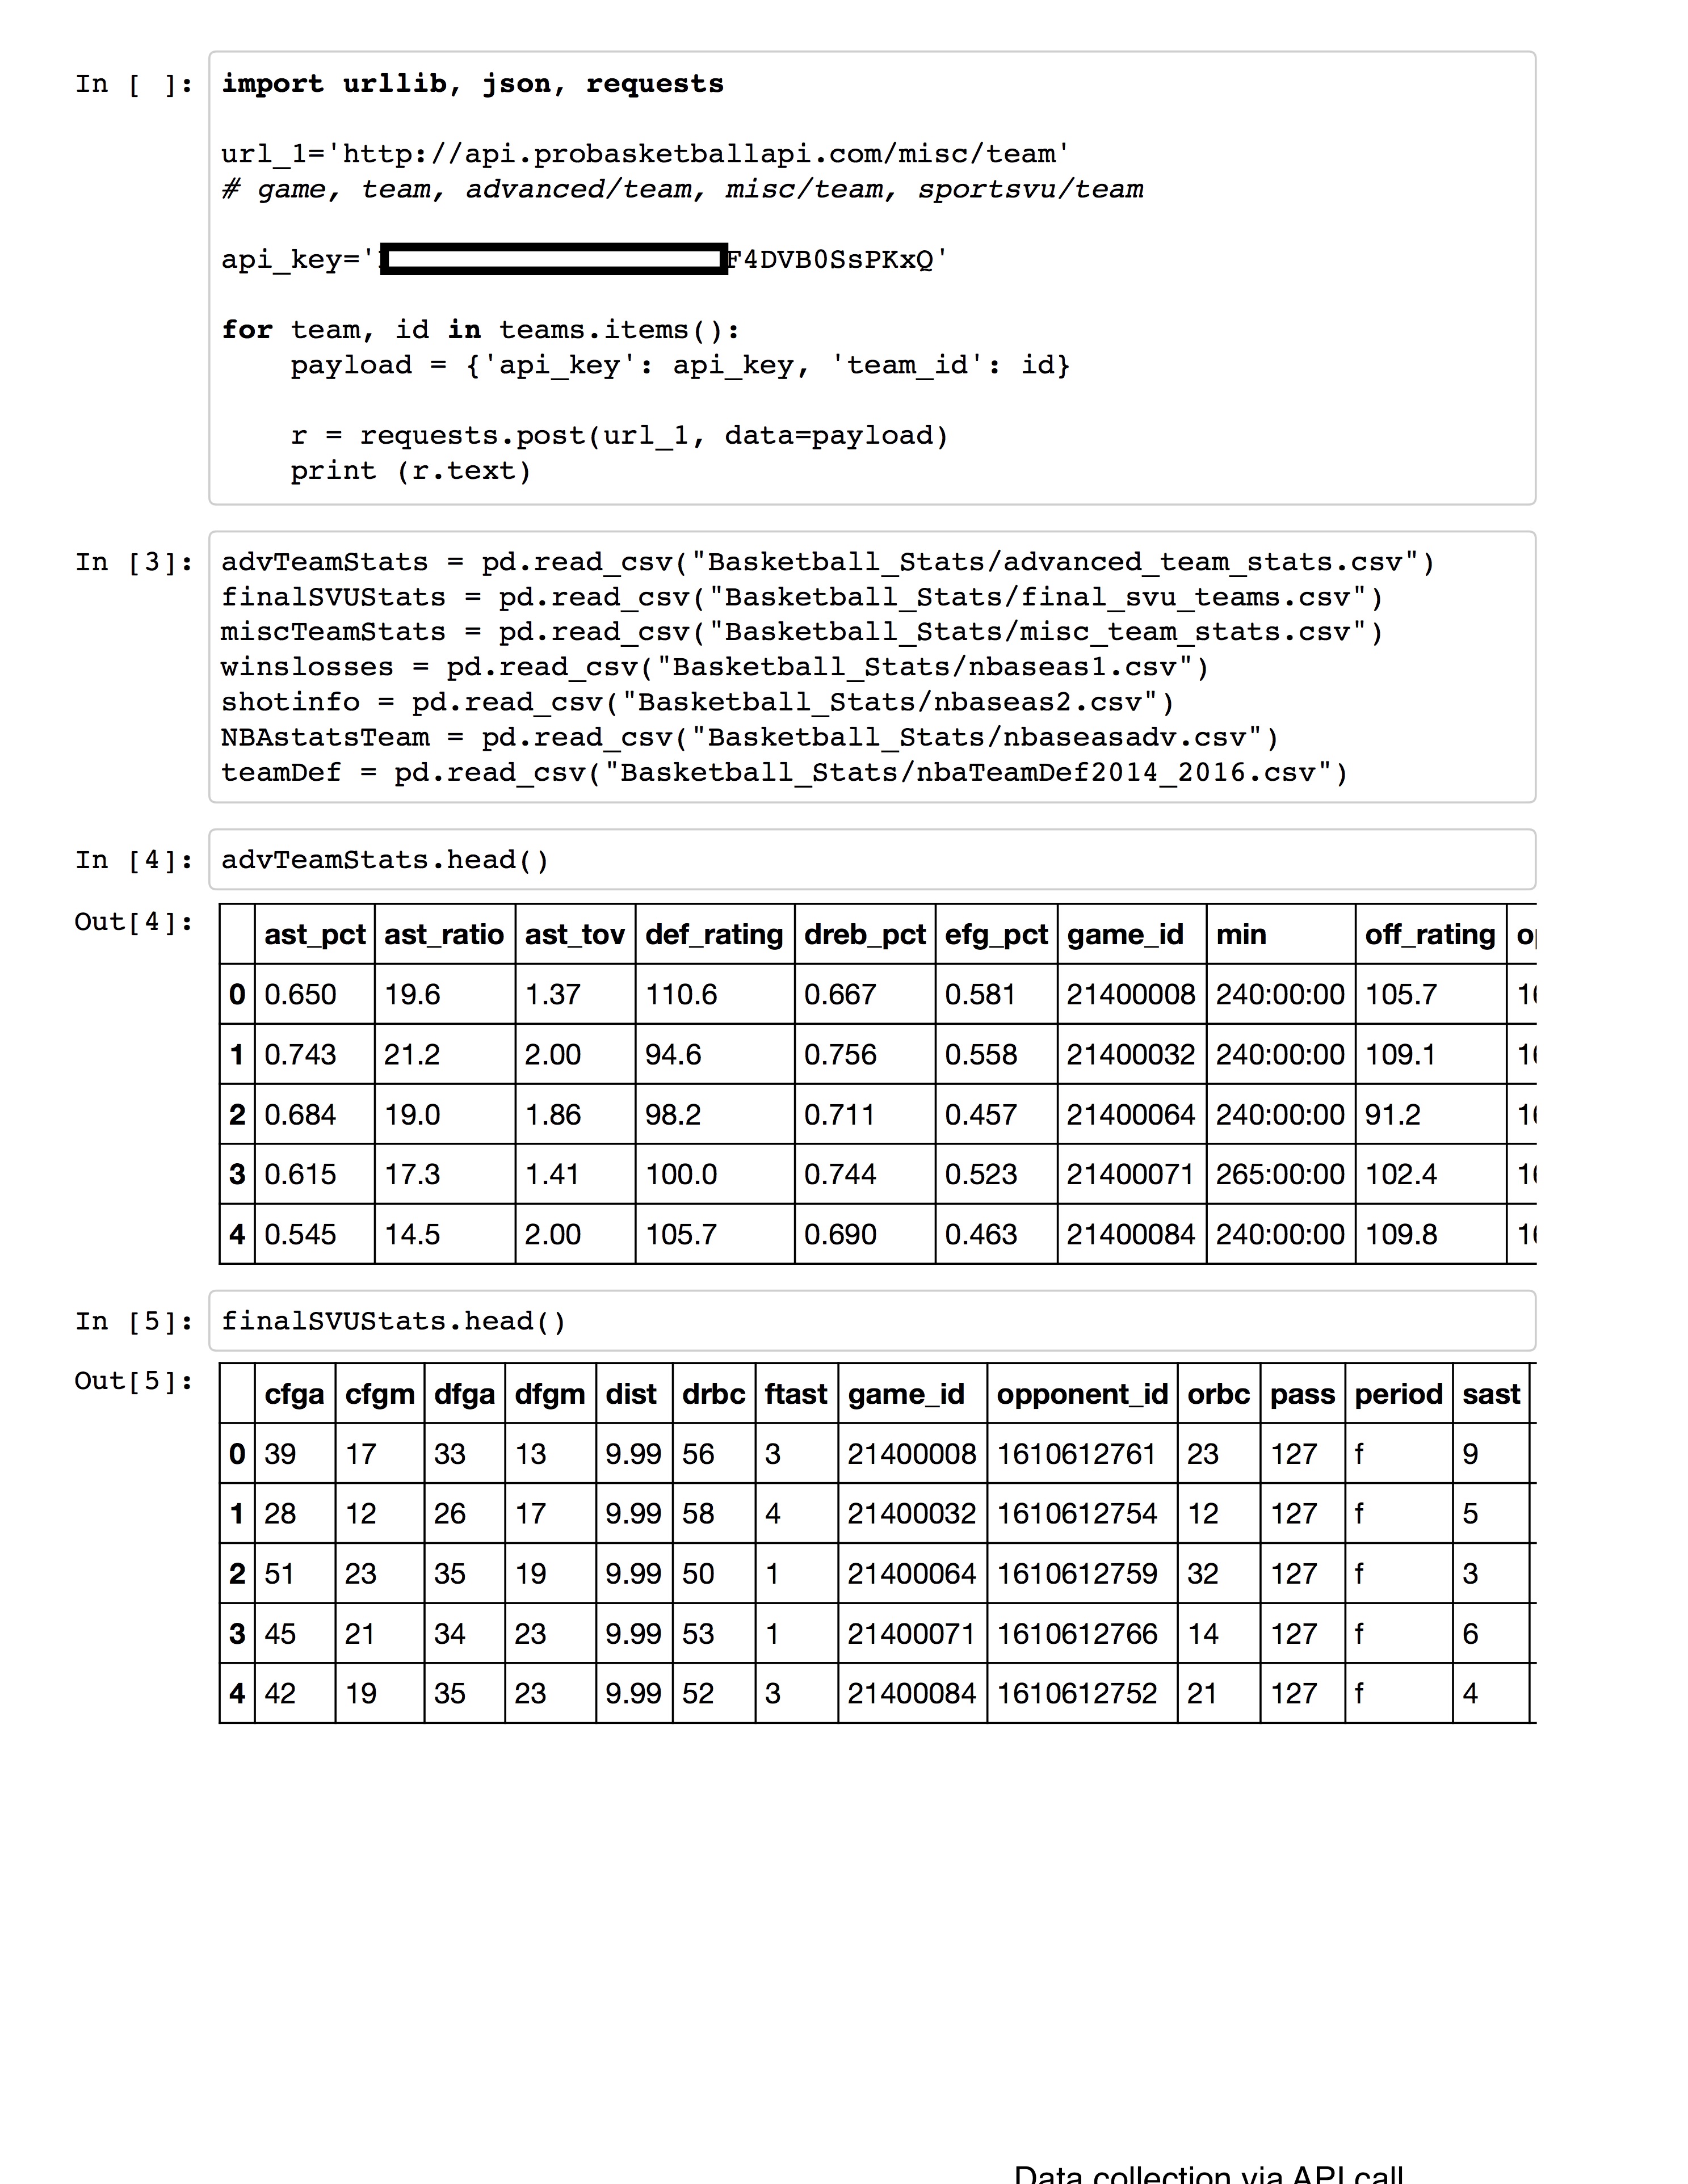 In [ ]: import urllib, json, requests
url_1='http://api.probasketballapi.com/misc/team'
# game, team, advanced/team, misc/team, sportsvu/team
api_key=' F4DVB0SsPKxQ'
for team, id in teams.items():
payload = {'api_key': api_key, 'team_id': id}
r = requests.post(url_1, data=payload)
print (r.text)
In [3]: advTeamStats = pd.read_csv("Basketball_Stats/advanced_team_stats.csv")
finalSVUStats = pd.read_csv("Basketball_Stats/final_svu_teams.csv")
miscTeamStats = pd.read_csv("Basketball_Stats/misc_team_stats.csv")
winslosses = pd.read_csv("Basketball_Stats/nbaseas1.csv")
shotinfo = pd.read_csv("Basketball_Stats/nbaseas2.csv")
NBAstatsTeam = pd.read_csv("Basketball_Stats/nbaseasadv.csv")
teamDef = pd.read_csv("Basketball_Stats/nbaTeamDef2014_2016.csv")
In [4]: advTeamStats.head()
Out[4]:
ast_pct ast_ratio ast_tov def_rating dreb_pct efg_pct game_id min off_rating
0 0.650 19.6 1.37 110.6 0.667 0.581 21400008 240:00:00 105.7
1 0.743 21.2 2.00 94.6 0.756 0.558 21400032 240:00:00 109.1
2 0.684 19.0 1.86 98.2 0.711 0.457 21400064 240:00:00 91.2
3 0.615 17.3 1.41 100.0 0.744 0.523 21400071 265:00:00 102.4
4 0.545 14.5 2.00 105.7 0.690 0.463 21400084 240:00:00 109.8
In [5]: finalSVUStats.head()
Out[5]:
cfga cfgm dfga dfgm dist drbc ftast game_id opponent_id orbc pass period sast
0 39 17 33 13 9.99 56 3 21400008 1610612761 23 127 f 9
1 28 12 26 17 9.99 58 4 21400032 1610612754 12 127 f 5
2 51 23 35 19 9.99 50 1 21400064 1610612759 32 127 f 3
3 45 21 34 23 9.99 53 1 21400071 1610612766 14 127 f 6
4 42 19 35 23 9.99 52 3 21400084 1610612752 21 127 f 4
Data collection via API call